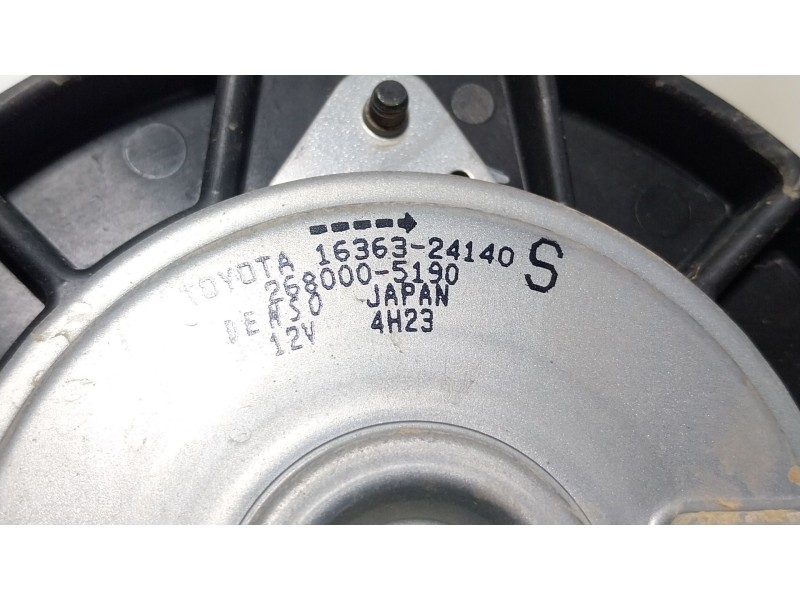 TOYOTA 16363-24140 S
268000-5190
DENSO JAPAN
12V 4H23